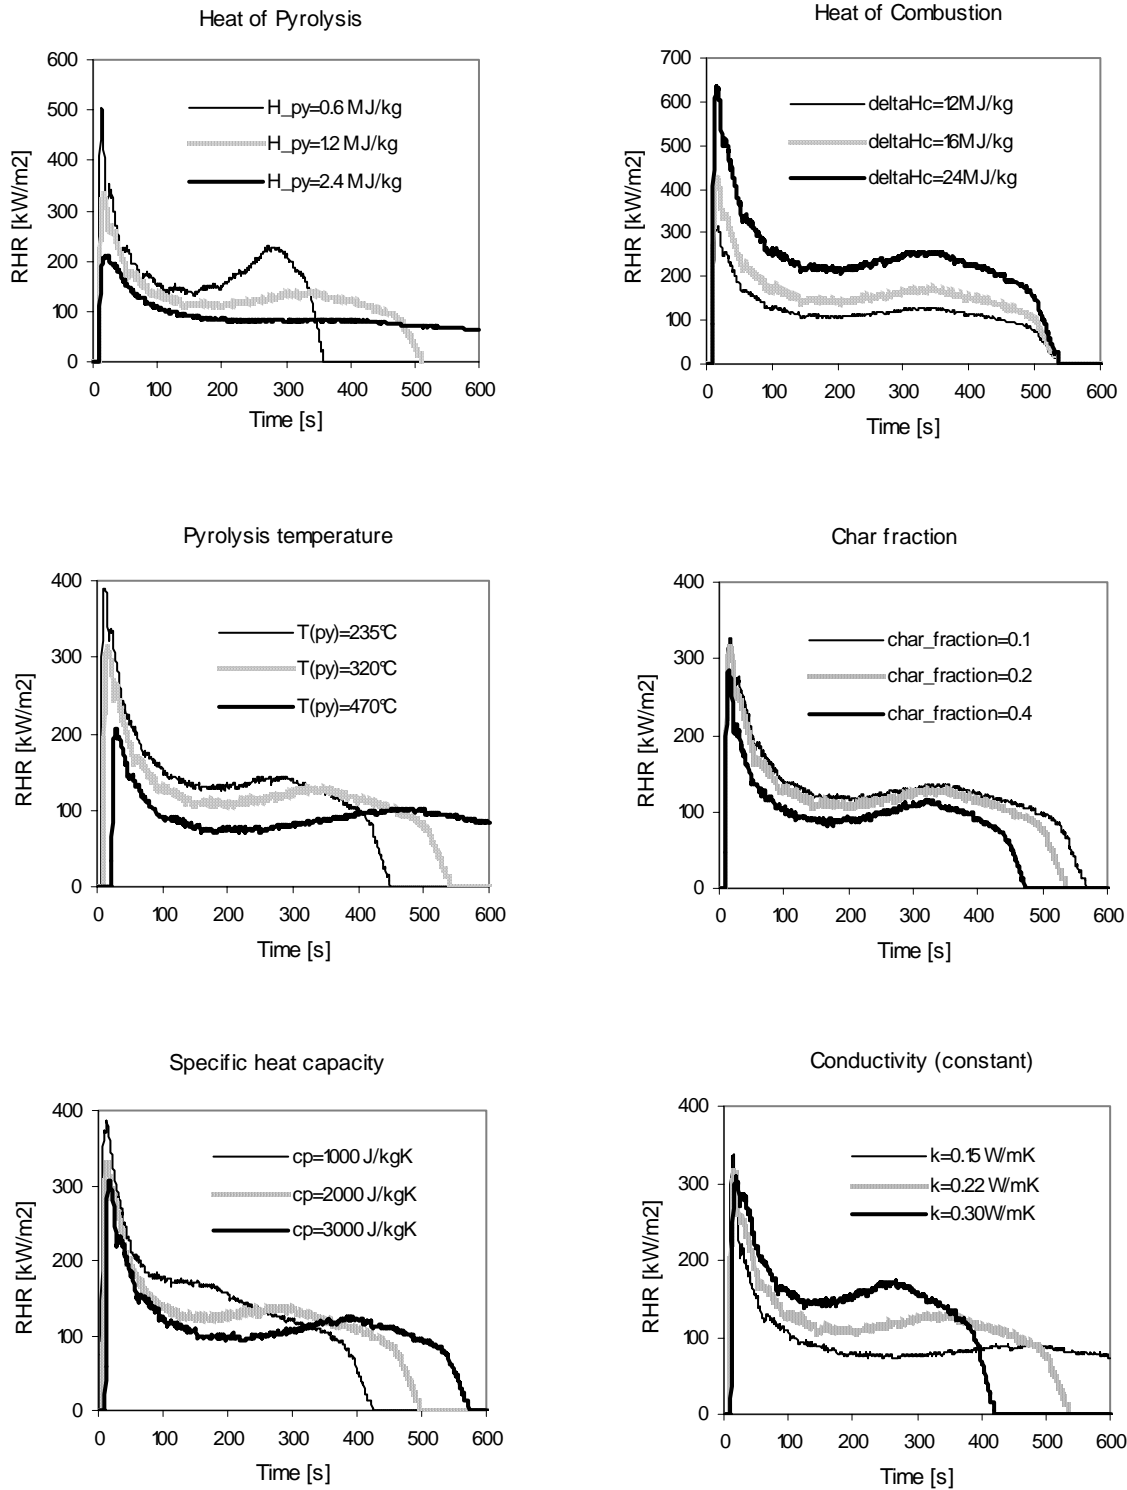 Heat of Pyrolysis
600
500
400
300
200
100
0
RHR [kW/m2]
H_py=0.6 MJ/kg
H_py=1.2 MJ/kg
H_py=2.4 MJ/kg
0 100 200 300 400 500 600
Time [s]
Heat of Combustion
700
600
500
400
300
200
100
0
RHR [kW/m2]
deltaHc=12MJ/kg
deltaHc=16MJ/kg
deltaHc=24MJ/kg
0 100 200 300 400 500 600
Time [s]
Pyrolysis temperature
400
300
200
100
0
RHR [kW/m2]
T(py)=235°C
T(py)=320°C
T(py)=470°C
0 100 200 300 400 500 600
Time [s]
Char fraction
400
300
200
100
0
RHR [kW/m2]
char_fraction=0.1
char_fraction=0.2
char_fraction=0.4
0 100 200 300 400 500 600
Time [s]
Specific heat capacity
400
300
200
100
0
RHR [kW/m2]
cp=1000 J/kgK
cp=2000 J/kgK
cp=3000 J/kgK
0 100 200 300 400 500 600
Time [s]
Conductivity (constant)
400
300
200
100
0
RHR [kW/m2]
k=0.15 W/mK
k=0.22 W/mK
k=0.30W/mK
0 100 200 300 400 500 600
Time [s]